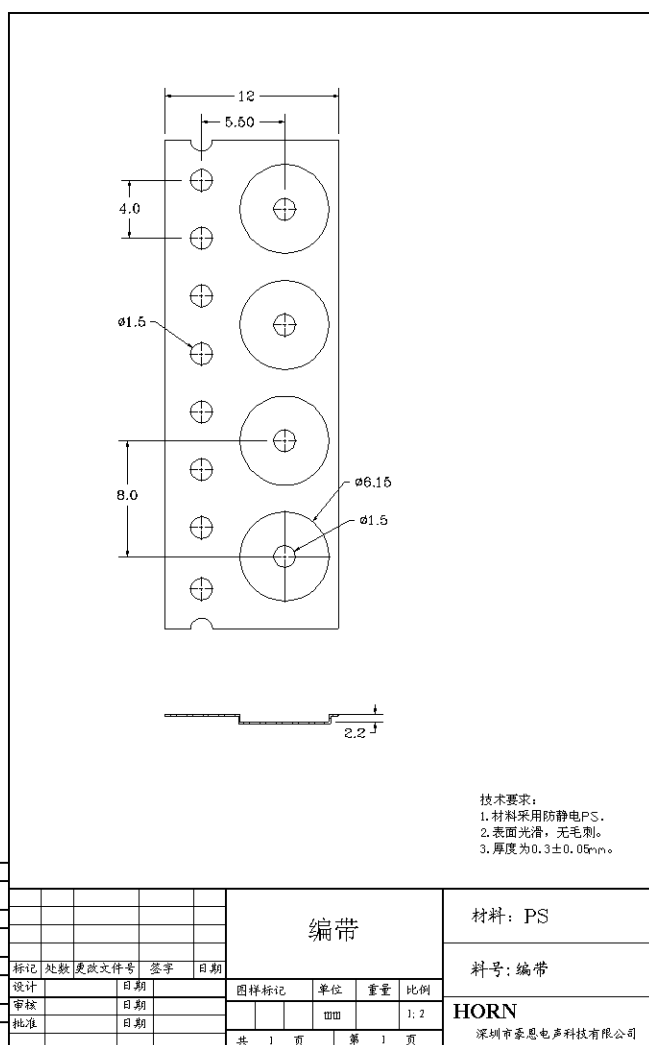 12
5.50
4.0
ø1.5
8.0
ø6.15
ø1.5
2.2
技术要求:
1.材料采用防静电PS.
2.表面光滑，无毛刺。
3.厚度为0.3±0.05mm。
编带
材料: PS
标记 处数 更改文件号 签字 日期
料号: 编带
设计 日期
图样标记 单位 重量 比例
审核 日期
mm 1:2
批准 日期
HORN
共 1 页 第 1 页
深圳市豪恩电声科技有限公司